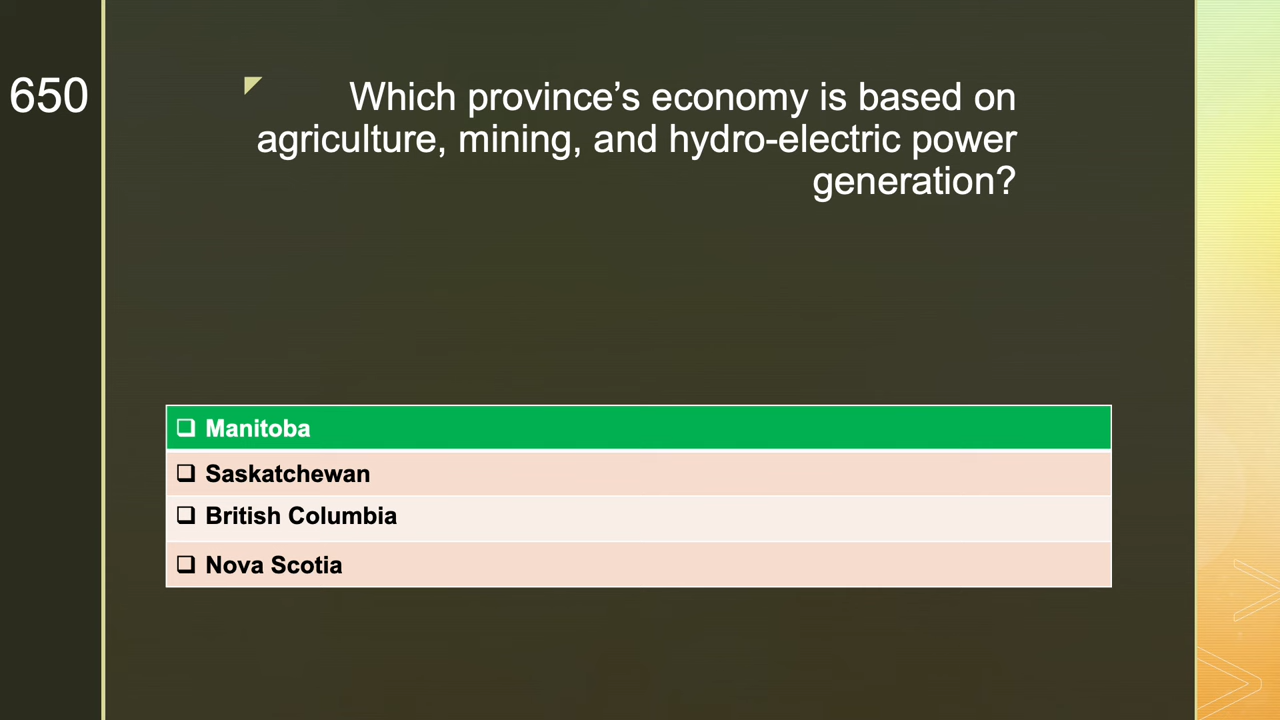 650
Which province’s economy is based on
agriculture, mining, and hydro-electric power
generation?
❑ Manitoba
❑ Saskatchewan
❑ British Columbia
❑ Nova Scotia